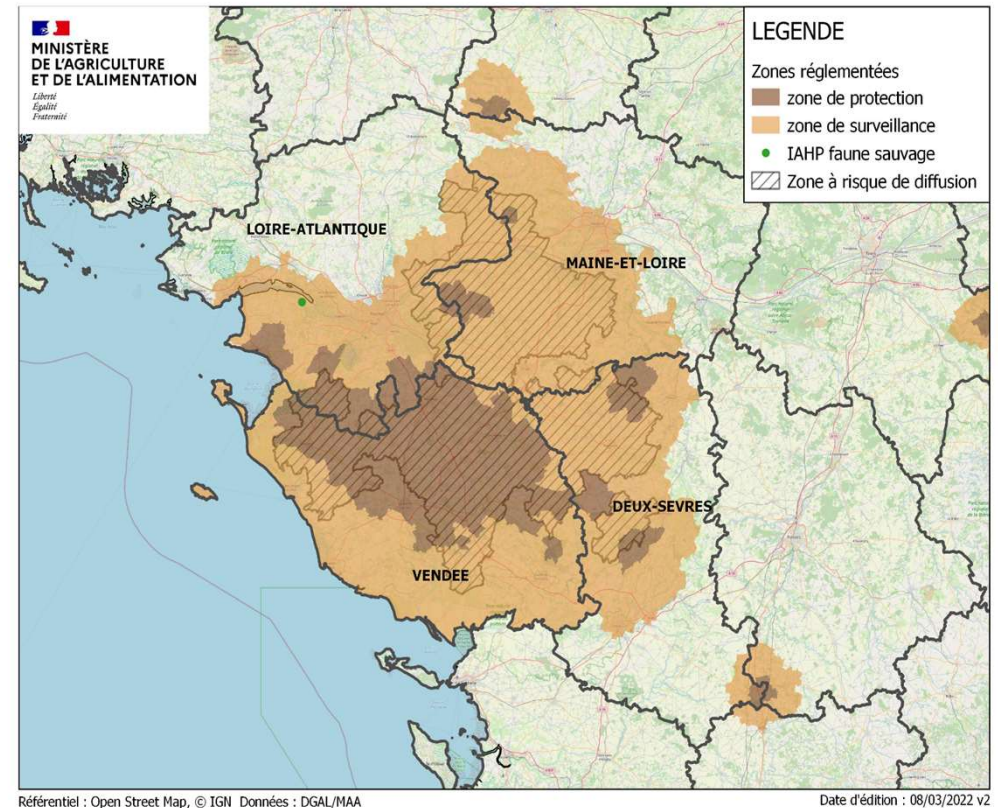 MINISTÈRE
DE L'AGRICULTURE
ET DE L'ALIMENTATION
Liberté
Égalité
Fraternité
LEGENDE
Zones réglementées
zone de protection
zone de surveillance
IAHP faune sauvage
Zone à risque de diffusion
LOIRE-ATLANTIQUE
MAINE-ET-LOIRE
DEUX-SEVRES
VENDEE
Référentiel : Open Street Map, © IGN Données : DGAL/MAA
Date d'édition : 08/03/2022 v2